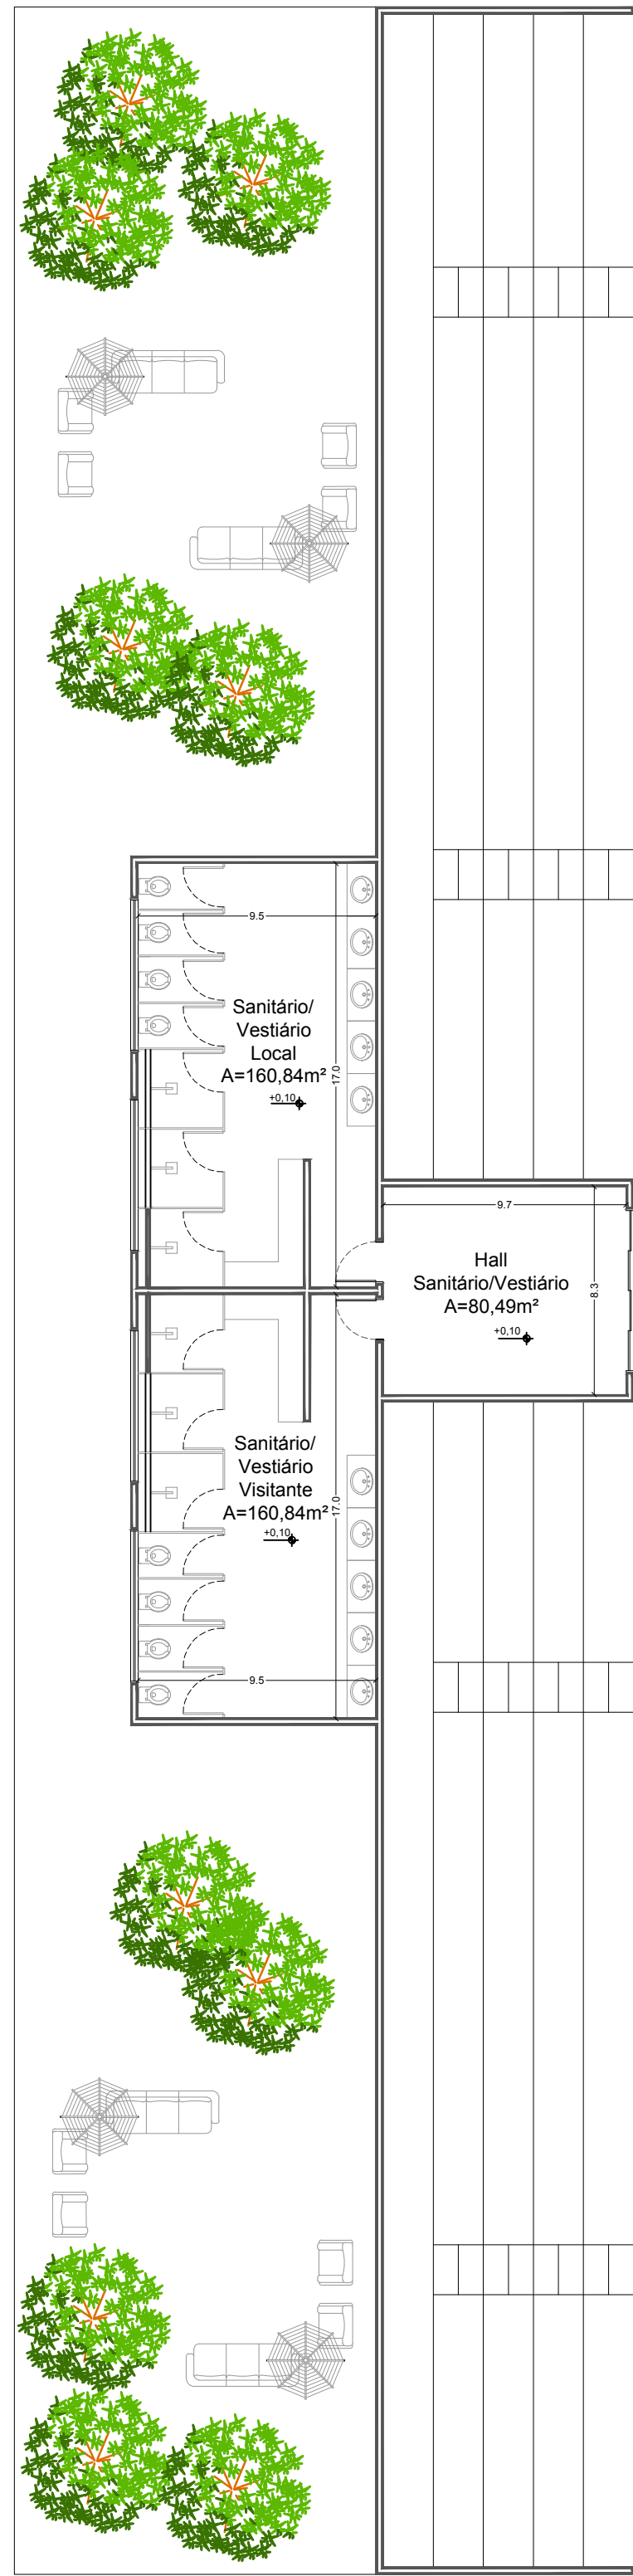 9.5
Sanitário/
Vestiário
Local
A=160,84m²
17.0
+0,10
9.7
Hall
Sanitário/Vestiário
A=80,49m²
8.3
+0,10
Sanitário/
Vestiário
Visitante
A=160,84m²
17.0
+0,10
9.5